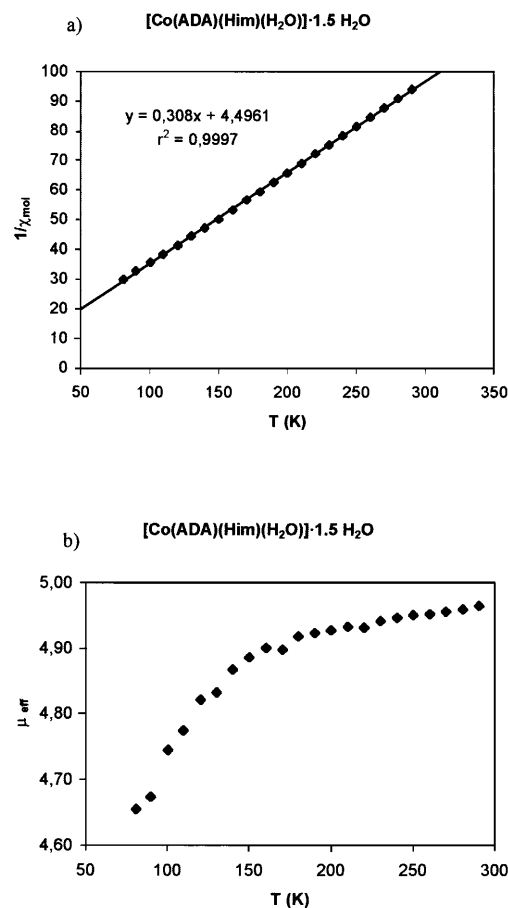 a)
[Co(ADA)(Him)(H₂O)]·1.5 H₂O
100
90
80
70
60
50
40
30
20
10
0
y = 0,308x + 4,4961
r² = 0,9997
1/χmol
50 100 150 200 250 300 350
T (K)
b)
[Co(ADA)(Him)(H₂O)]·1.5 H₂O
5,00
4,90
4,80
4,70
4,60
μ eff
50 100 150 200 250 300
T (K)